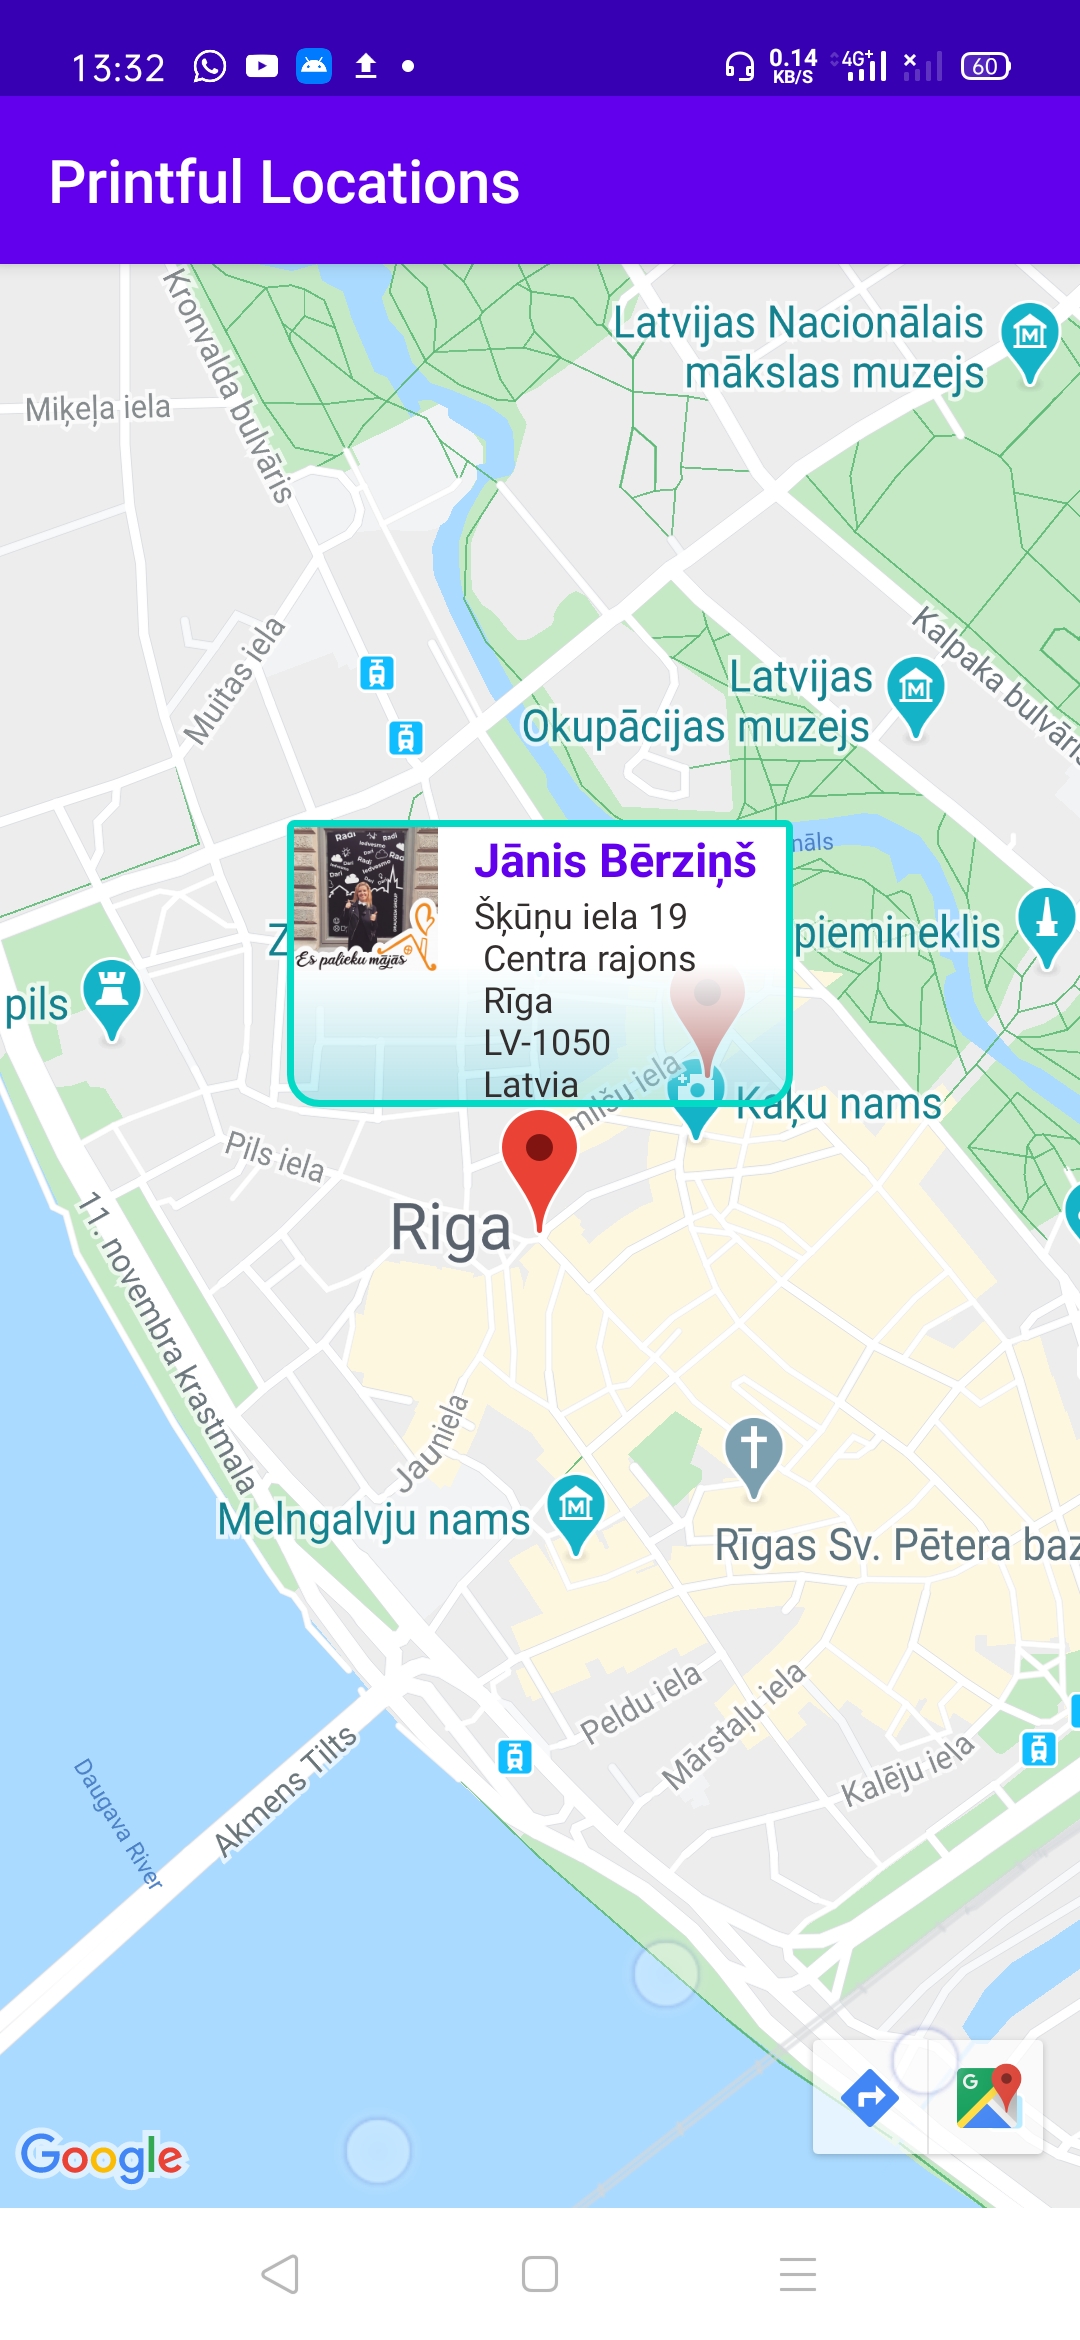 13:32
0.14
KB/S
4G+
60
Printful Locations
Kronvalda bulvāris
Latvijas Nacionālais
mākslas muzejs
Miķeļa iela
Muitas iela
Kalpaka bulvāris
Latvijas
Okupācijas muzejs
nāls
Jānis Bērziņš
Šķūņu iela 19
Centra rajons
Rīga
LV-1050
Latvia
Es palieku mājās
Z
piemineklis
pils
Kaķu nams
Pils iela
Riga
11. novembra krastmala
Jauniela
Melngalvju nams
Rīgas Sv. Pētera baz
Peldu iela
Mārstaļu iela
Kalēju iela
Akmens Tilts
Daugava River
G
Google